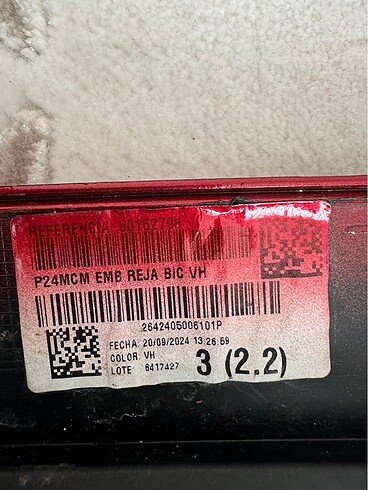 REFERENCIA
P24MCM EMB REJA BIC VH
2642405006101P
FECHA: 20/09/2024 13:26:59
COLOR: VH
LOTE 6417427
3 (2.2)